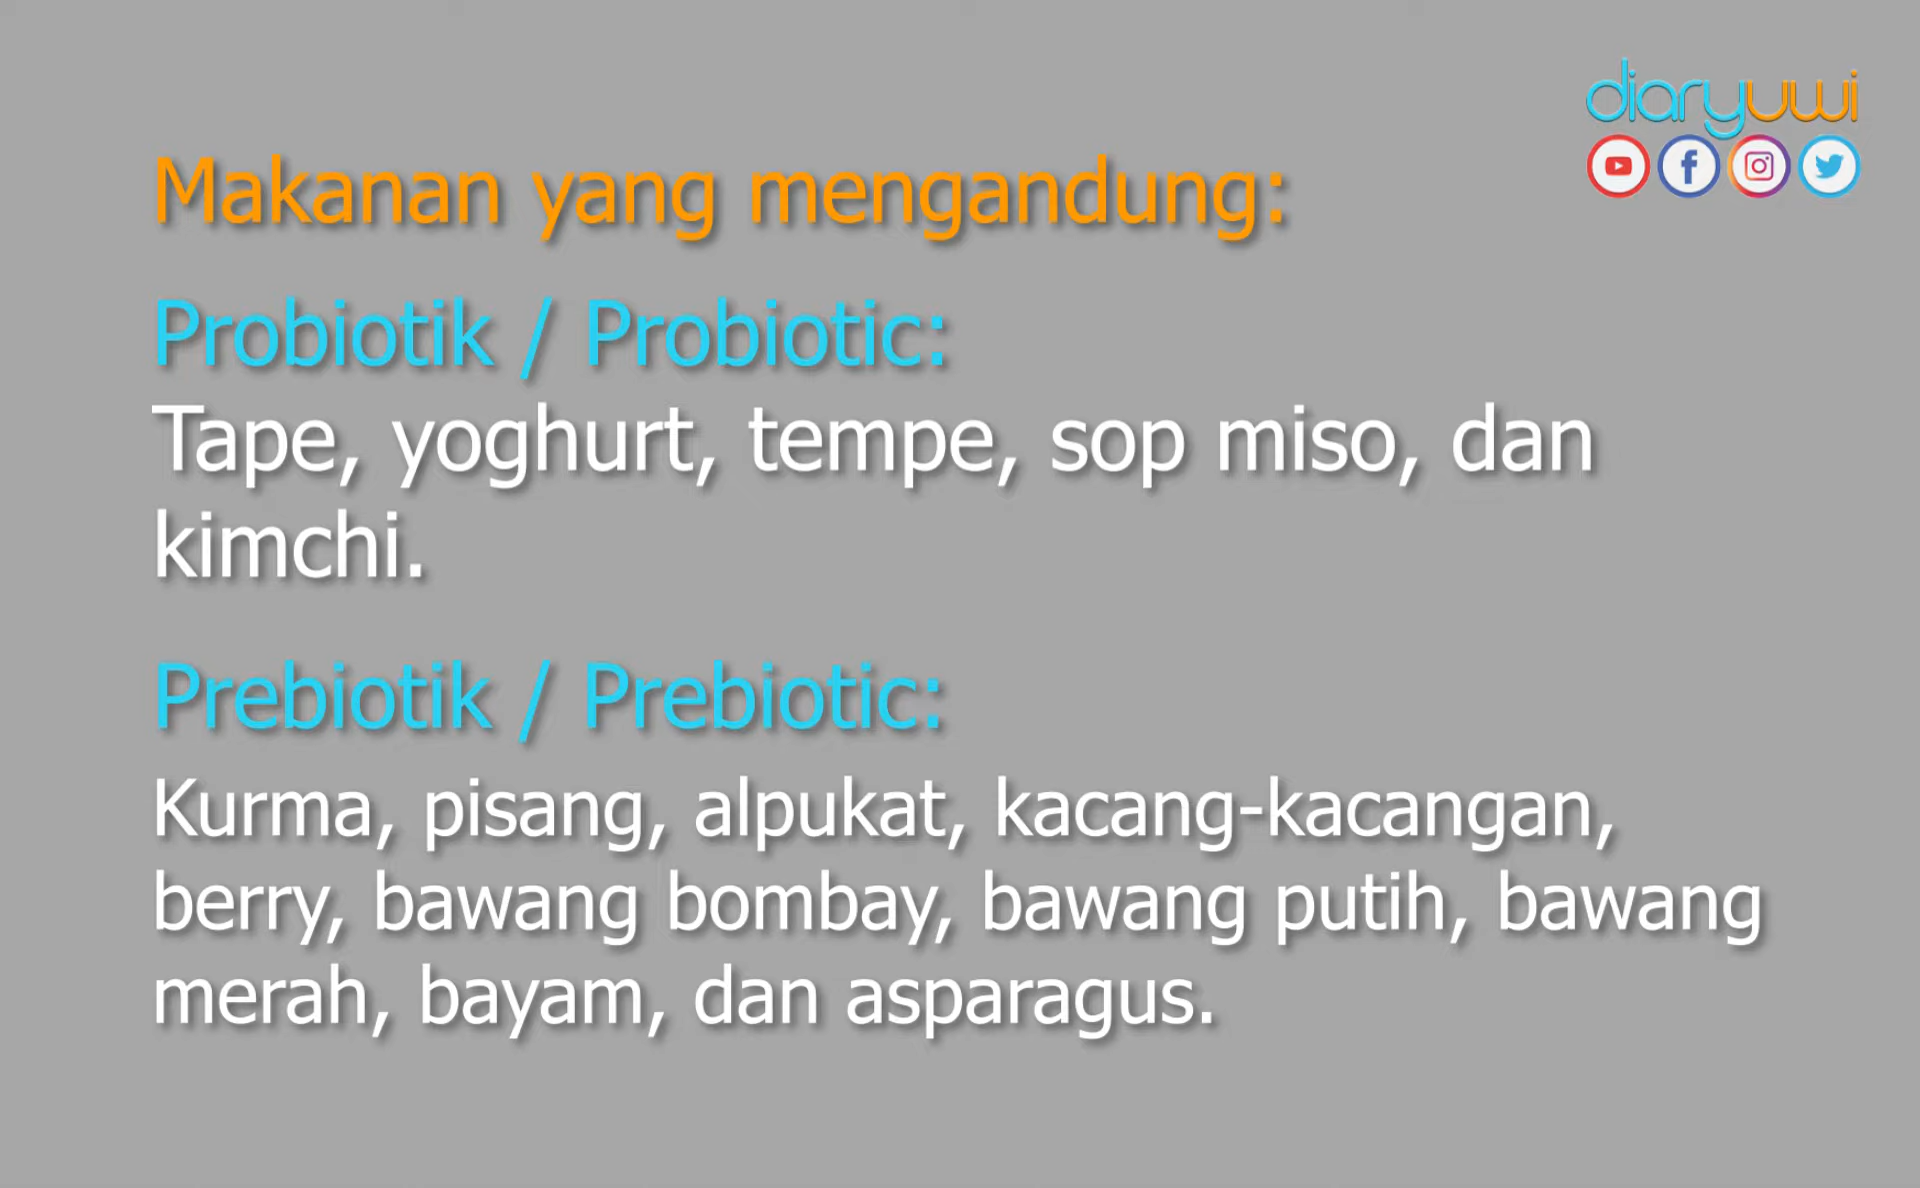 diaryuwi
Makanan yang mengandung:
Probiotik / Probiotic:
Tape, yoghurt, tempe, sop miso, dan
kimchi.
Prebiotik / Prebiotic:
Kurma, pisang, alpukat, kacang-kacangan,
berry, bawang bombay, bawang putih, bawang
merah, bayam, dan asparagus.